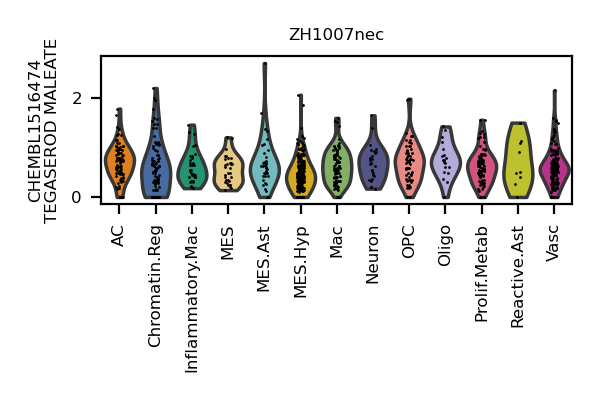 ZH1007nec
CHEMBL1516474
TEGASEROD MALEATE
2
0
AC
Chromatin.Reg
Inflammatory.Mac
MES
MES.Ast
MES.Hyp
Mac
Neuron
OPC
Oligo
Prolif.Metab
Reactive.Ast
Vasc